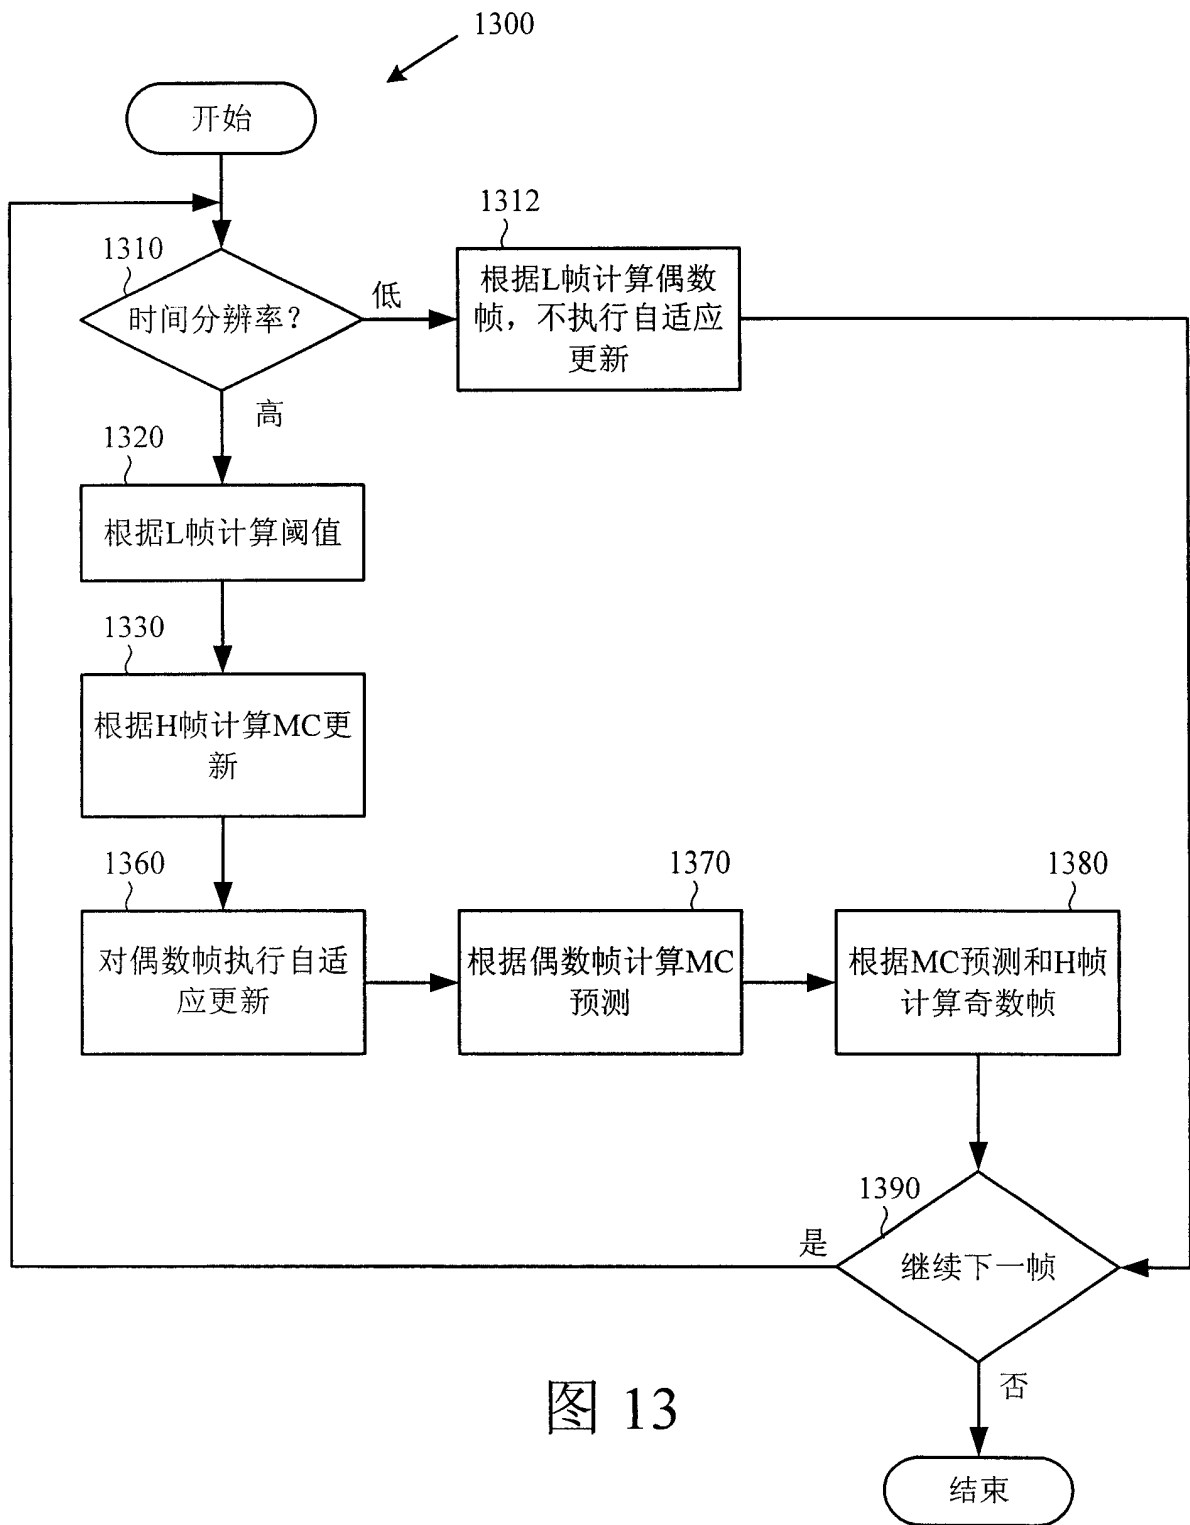 1300
开始
1310
时间分辨率？
低
高
1312
根据L帧计算偶数
帧，不执行自适应
更新
1320
根据L帧计算阈值
1330
根据H帧计算MC更
新
1360
对偶数帧执行自适
应更新
1370
根据偶数帧计算MC
预测
1380
根据MC预测和H帧
计算奇数帧
1390
继续下一帧
是
否
结束
图 13